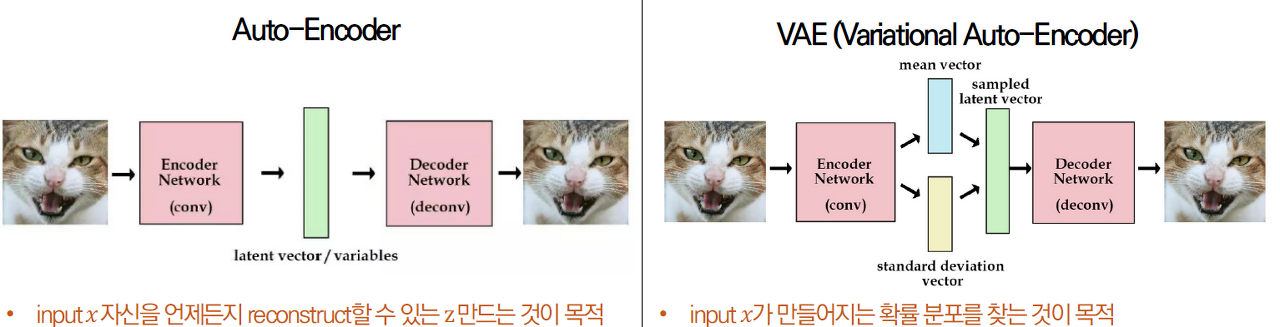 Auto-Encoder
Encoder
Network
(conv)
latent vector / variables
Decoder
Network
(deconv)
• input x 자신을 언제든지 reconstruct할 수 있는 z 만드는 것이 목적
VAE (Variational Auto-Encoder)
mean vector
sampled
latent vector
Encoder
Network
(conv)
standard deviation
vector
Decoder
Network
(deconv)
• input x가 만들어지는 확률 분포를 찾는 것이 목적